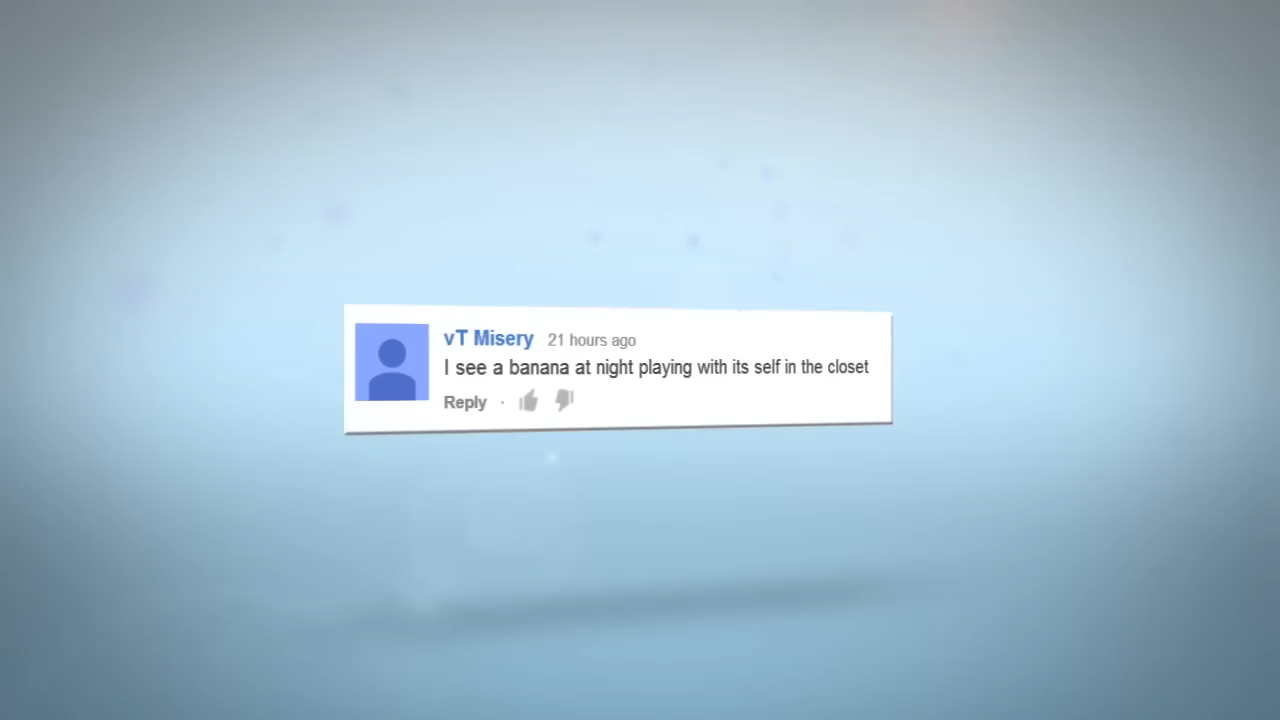 vT Misery 21 hours ago
I see a banana at night playing with its self in the closet
Reply ·